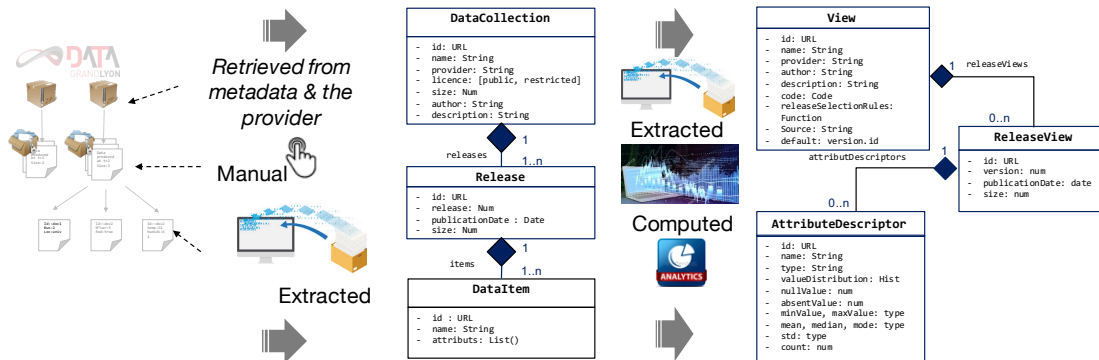 DATA
GRANDLYON
Retrieved from
metadata & the
provider
Manual
Extracted
DataCollection
- id: URL
- name: String
- provider: String
- licence: [public, restricted]
- size: Num
- author: String
- description: String
1
releases
1..n
Release
- id: URL
- release: Num
- publicationDate : Date
- size: Num
1
items
1..n
DataItem
- id : URL
- name: String
- attributs: List()
Extracted
Computed
ANALYTICS
View
- id: URL
- name: String
- provider: String
- author: String
- description: String
- code: Code
- releaseSelectionRules:
Function
- Source: String
- default: version.id
1
releaseViews
0..n
ReleaseView
- id: URL
- version: num
- publicationDate: date
- size: num
attributDescriptors
1
0..n
AttributeDescriptor
- id: URL
- name: String
- type: String
- valueDistribution: Hist
- nullValue: num
- absentValue: num
- minValue, maxValue: type
- mean, median, mode: type
- std: type
- count: num